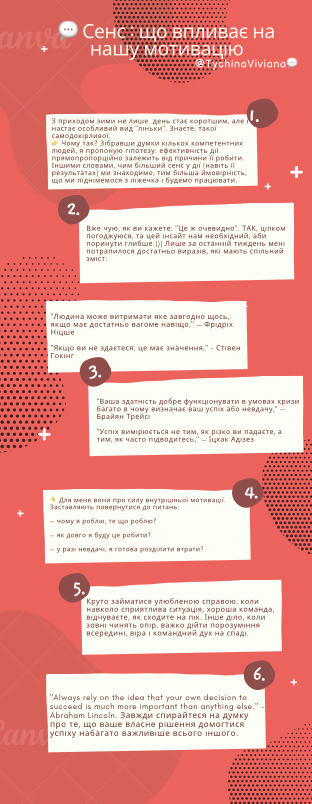 💬 Сенс : що впливає на
нашу мотивацію
@TychinaViviana💬
1.
З приходом зими не лише день стає коротшим, але і
настає особливий вид "ліньки". Знаєте, такої
самодокірливої.
👉 Чому так? Зібравши думки кількох компетентних
людей, я пропоную гіпотезу: ефективність дії
прямопропорційно залежить від причини її робити.
Іншими словами, чим більший сенс у дії (навіть її
результатах) ми знаходимо, тим більша ймовірність,
що ми піднімемося з ліжечка і будемо працювати.
2.
Вже чую, як ви кажете: "Це ж очевидно". ТАК, цілком
погоджуюся, та цей інсайт нам необхідний, аби
поринути глибше.))) Лише за останній тиждень мені
потрапилося достатньо виразів, які мають спільний
зміст:
"Людина може витримати яке завгодно щось,
якщо має достатньо вагоме навіщо," — Фрідріх
Ніцше
"Якщо ви не здаєтеся, це має значення," – Стівен
Гокінг
3.
"Ваша здатність добре функціонувати в умовах кризи
багато в чому визначає ваш успіх або невдачу," —
Брайян Трейсі
"Успіх вимірюється не тим, як різко ви падаєте, а
тим, як часто підводитесь," — Іцхак Адізез
4.
👇 Для мене вони про силу внутрішньої мотивації.
Заставляють повернутися до питань:
— чому я роблю, те що роблю?
— як довго я буду це робити?
— у разі невдачі, я готова розділити втрати?
5.
Круто займатися улюбленою справою, коли
навколо сприятлива ситуація, хороша команда,
відчуваєте, як сходите на пік. Інше діло, коли
зовні чинять опір, важко дійти порозуміння
всередині, віра і командний дух на спаді.
6.
"Always rely on the idea that your own decision to
succeed is much more important than anything else." –
Abraham Lincoln. Завжди спирайтеся на думку
про те, що ваше власне рішення домогтися
успіху набагато важливіше всього іншого.